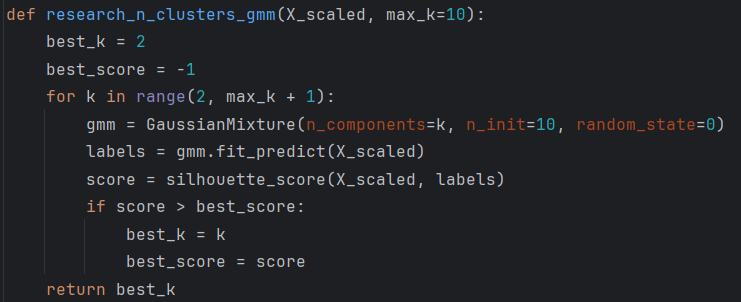 def research_n_clusters_gmm(X_scaled, max_k=10):
    best_k = 2
    best_score = -1
    for k in range(2, max_k + 1):
        gmm = GaussianMixture(n_components=k, n_init=10, random_state=0)
        labels = gmm.fit_predict(X_scaled)
        score = silhouette_score(X_scaled, labels)
        if score > best_score:
            best_k = k
            best_score = score
    return best_k